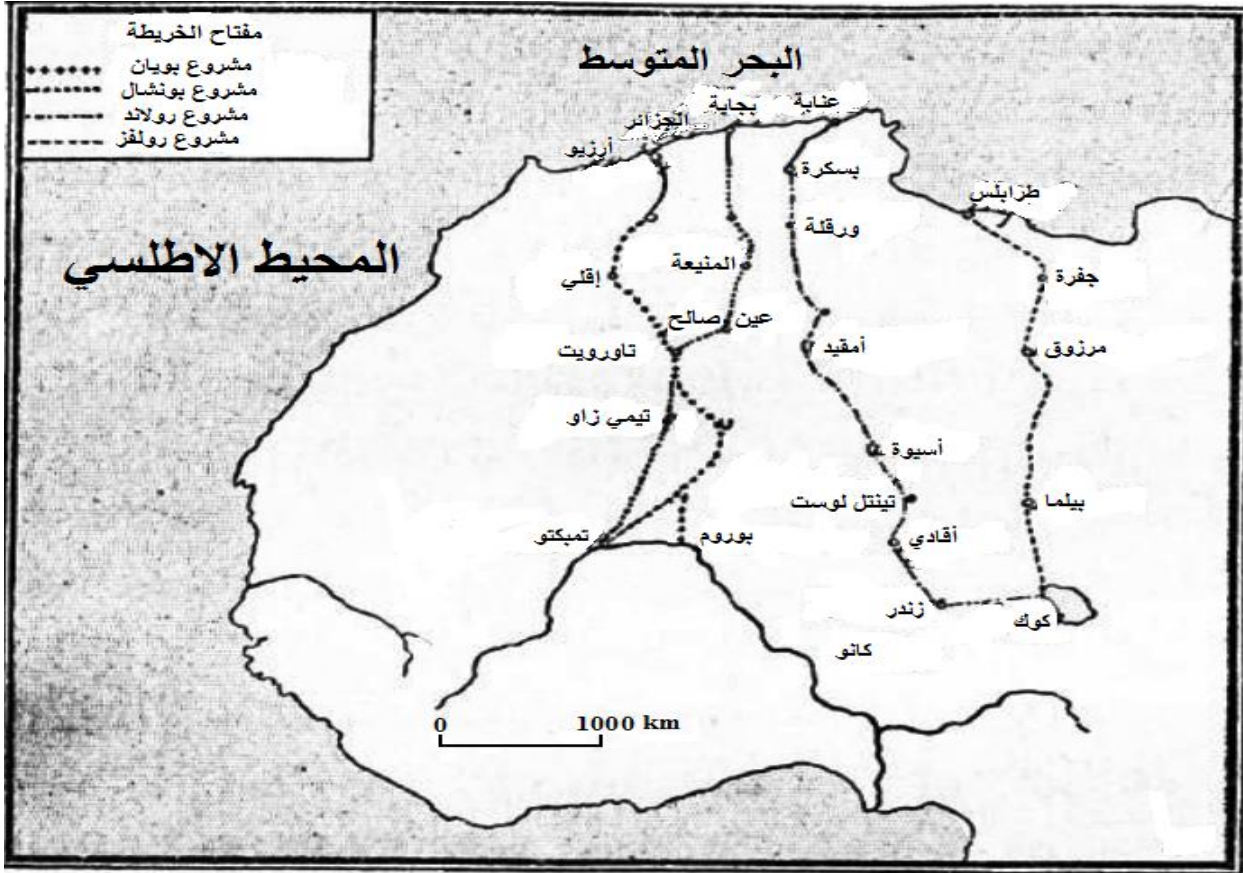 مفتاح الخريطة
مشروع بويان
مشروع بونشال
مشروع رولاند
مشروع رولفز
البحر المتوسط
المحيط الاطلسي
عناية
بجاية
الجزائر
أرزيو
بسكرة
طرابلس
ورقلة
المنيعة
جفرة
إقلي
عين صالح
تاورويت
أمقيد
مرزوق
تيمي زاو
أسيوة
تينتل لوست
بيلما
تمبكتو
بوروم
أقادي
زندر
كوك
كانو
0 1000 km